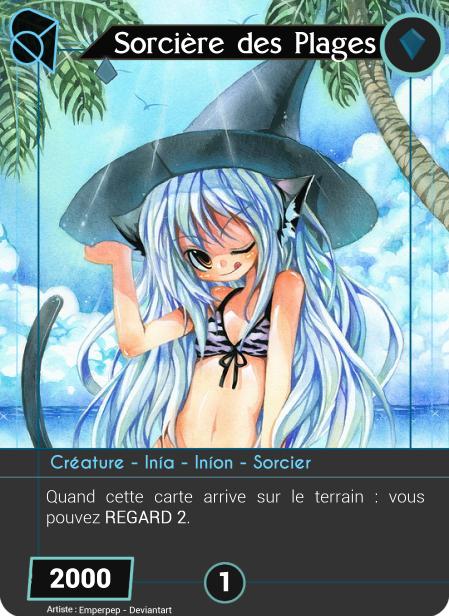 Sorcière des Plages
Créature - Inía - Iníon - Sorcier
Quand cette carte arrive sur le terrain : vous
pouvez REGARD 2.
2000
1
Artiste : Emperpep - Deviantart